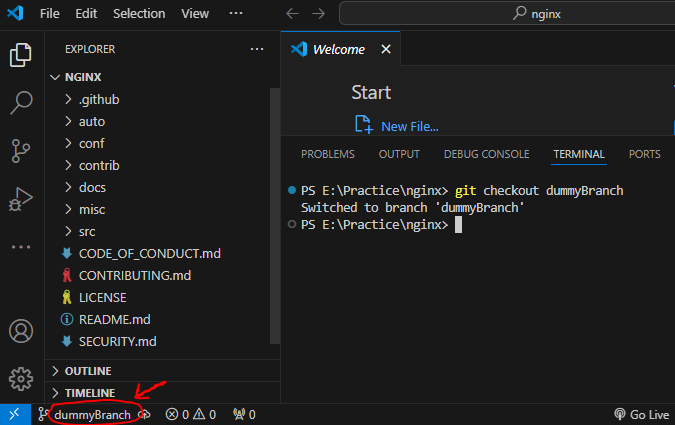 File Edit Selection ... nginx
EXPLORER ...
Welcome
NGINX
.github
auto
conf
contrib
docs
misc
src
CODE_OF_CONDUCT.md
CONTRIBUTING.md
LICENSE
README.md
SECURITY.md
OUTLINE
TIMELINE
Start
New File...
PROBLEMS OUTPUT DEBUG CONSOLE TERMINAL PORTS
PS E:\Practice\nginx> git checkout dummyBranch
Switched to branch 'dummyBranch'
PS E:\Practice\nginx>
dummyBranch 0 0 0 Go Live